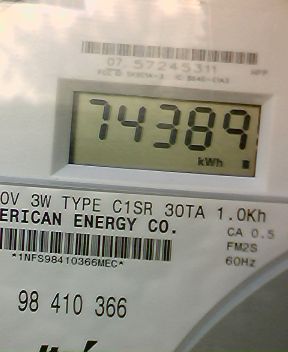 07. 57245311
74389
kWh
0V 3W TYPE C1SR 30TA 1.0Kh
ERICAN ENERGY CO.
CA 0.5
FM2S
60Hz
*1NFS98410366MEC*
98 410 366